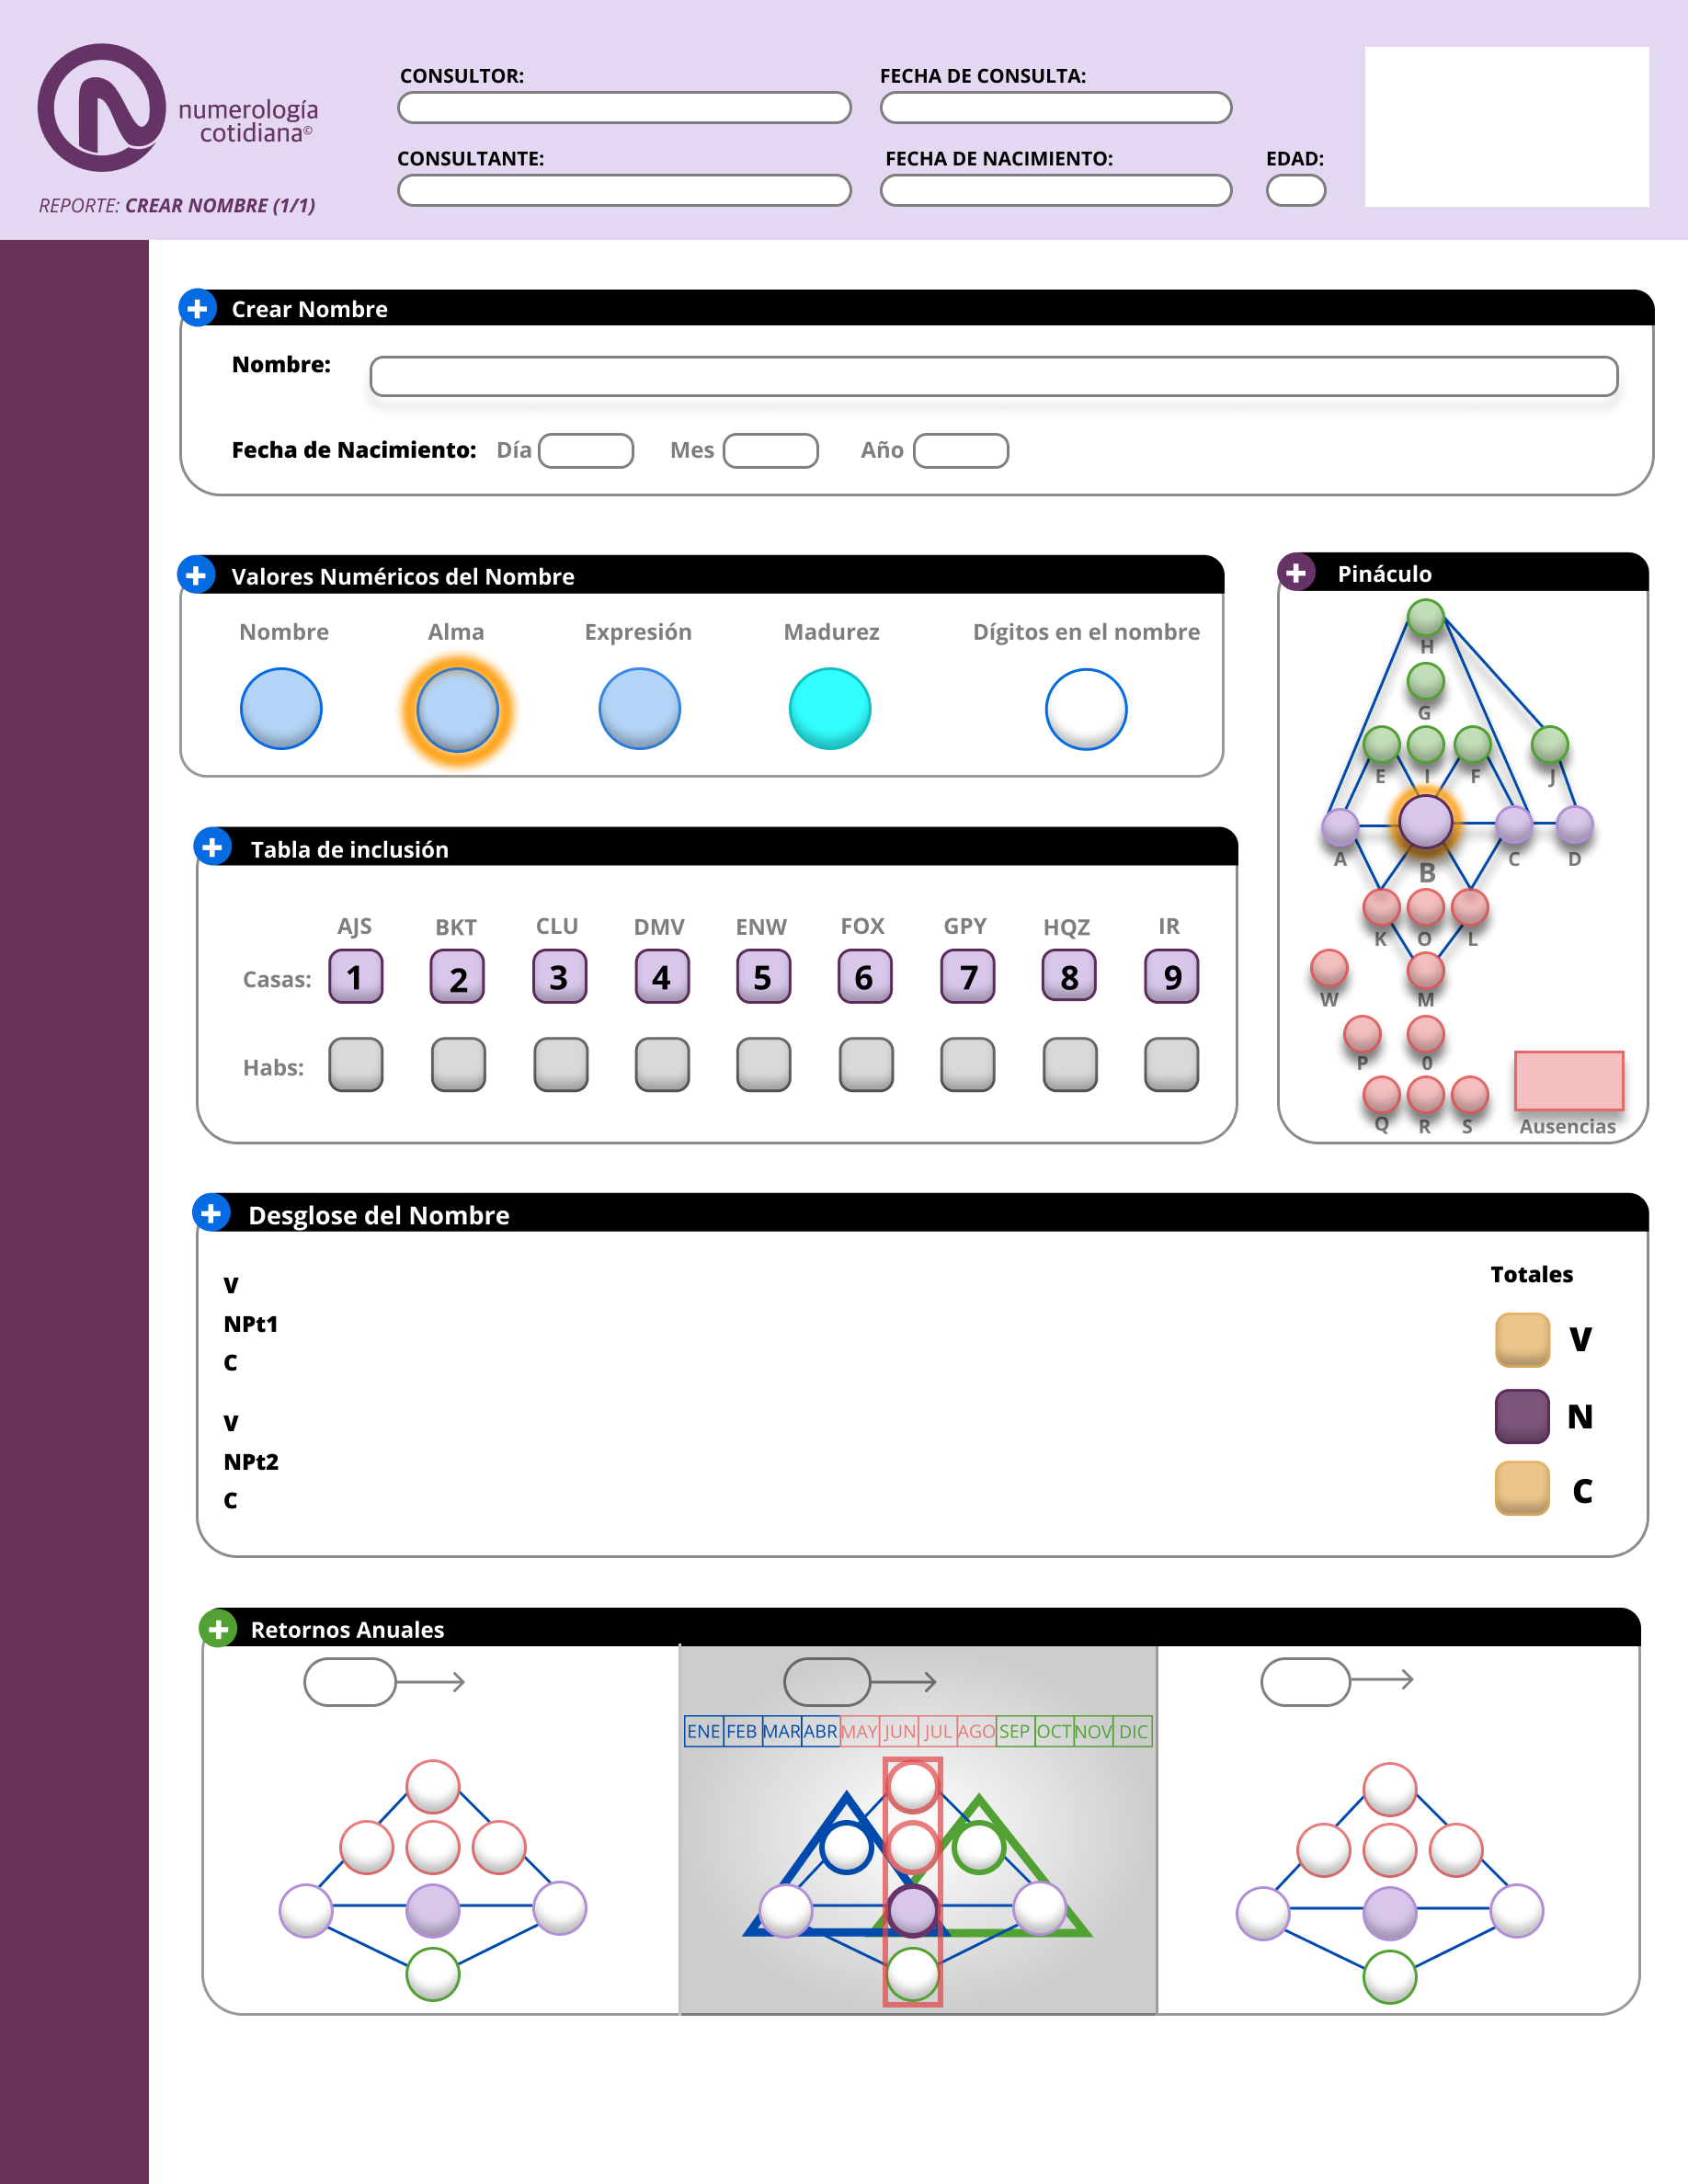 numerología
cotidiana©
REPORTE: CREAR NOMBRE (1/1)
CONSULTOR:
FECHA DE CONSULTA:
CONSULTANTE:
FECHA DE NACIMIENTO:
EDAD:
Crear Nombre
Nombre:
Fecha de Nacimiento: Día Mes Año
Valores Numéricos del Nombre
Nombre Alma Expresión Madurez Dígitos en el nombre
Pináculo
H
G
E I F J
A B C D
K O L
W M
P 0
Q R S
Ausencias
Tabla de inclusión
AJS BKT CLU DMV ENW FOX GPY HQZ IR
Casas: 1 2 3 4 5 6 7 8 9
Habs:
Desglose del Nombre
V
NPt1
C
V
NPt2
C
Totales
V
N
C
Retornos Anuales
ENE FEB MAR ABR MAY JUN JUL AGO SEP OCT NOV DIC